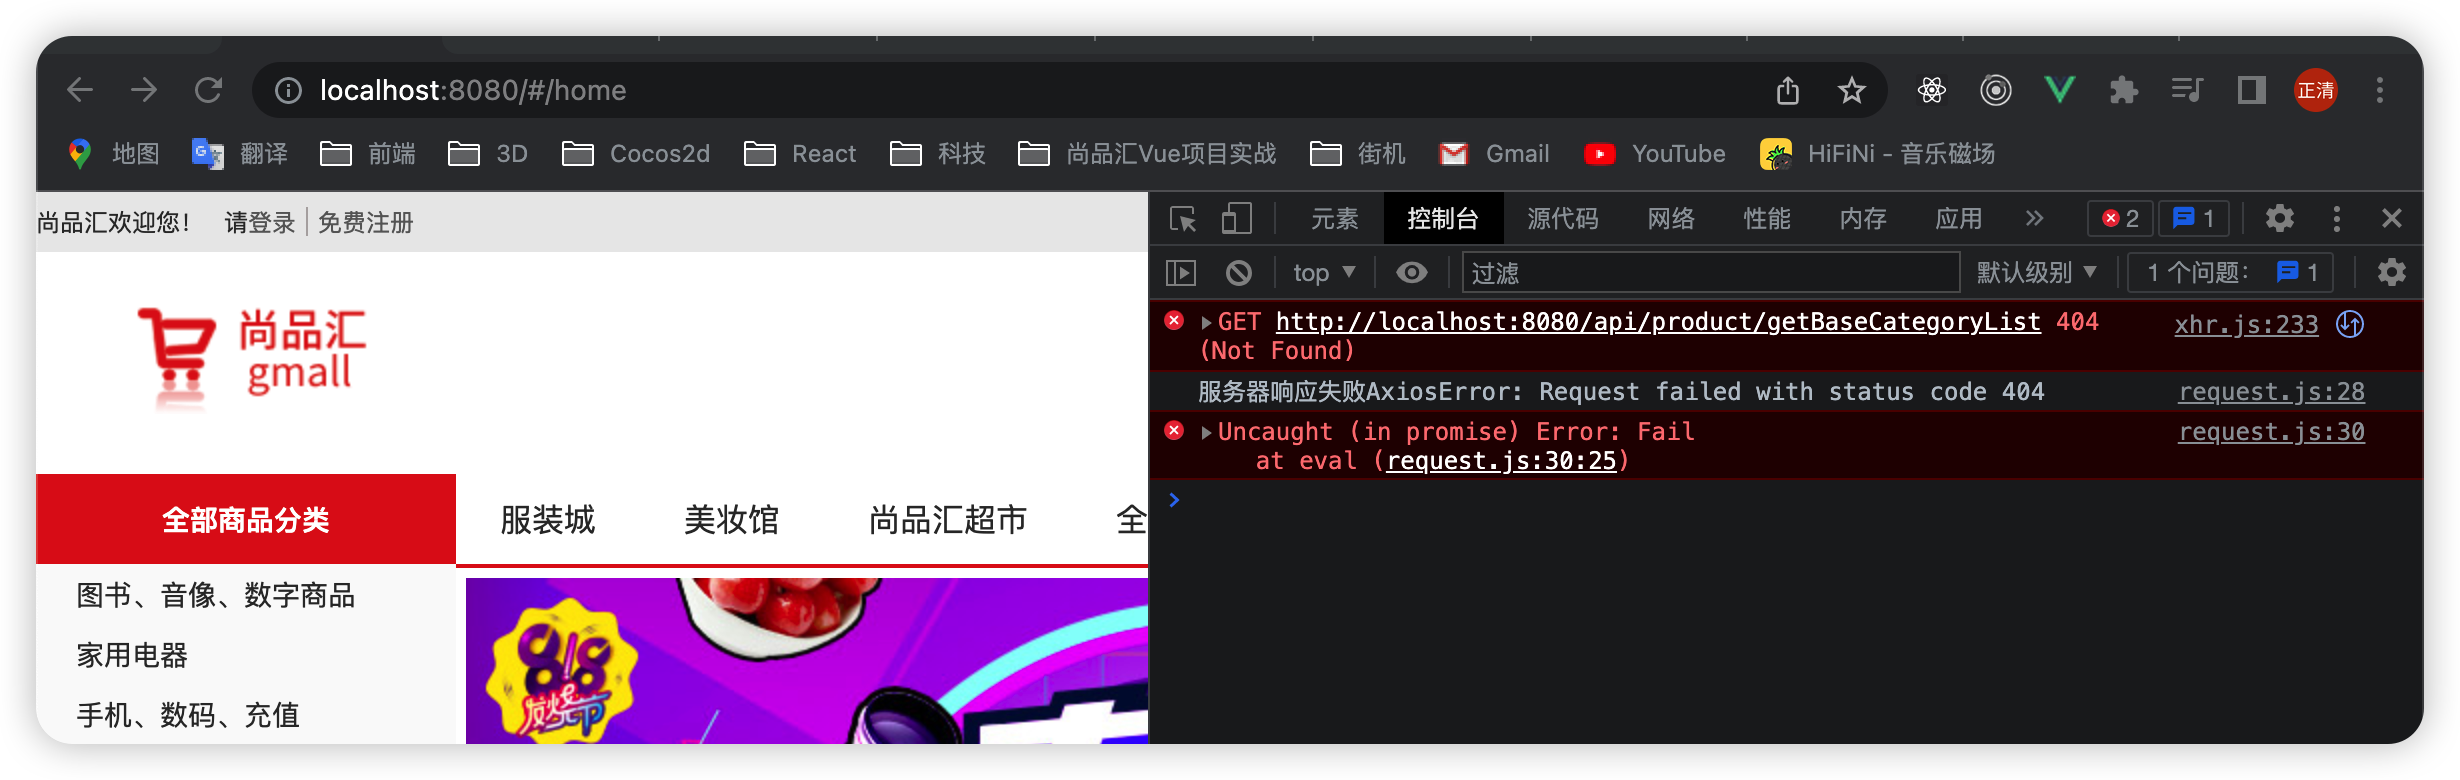 localhost:8080/#/home
正清
地图 翻译 前端 3D Cocos2d React 科技 尚品汇Vue项目实战 街机 Gmail YouTube HiFiNi - 音乐磁场
尚品汇欢迎您! 请登录 免费注册
尚品汇
gmall
全部商品分类 服装城 美妆馆 尚品汇超市 全
图书、音像、数字商品
家用电器
手机、数码、充值
发烧节
元素 控制台 源代码 网络 性能 内存 应用 » 2 1
top 过滤 默认级别 1 个问题: 1
GET http://localhost:8080/api/product/getBaseCategoryList 404 xhr.js:233
(Not Found)
服务器响应失败AxiosError: Request failed with status code 404 request.js:28
Uncaught (in promise) Error: Fail request.js:30
at eval (request.js:30:25)